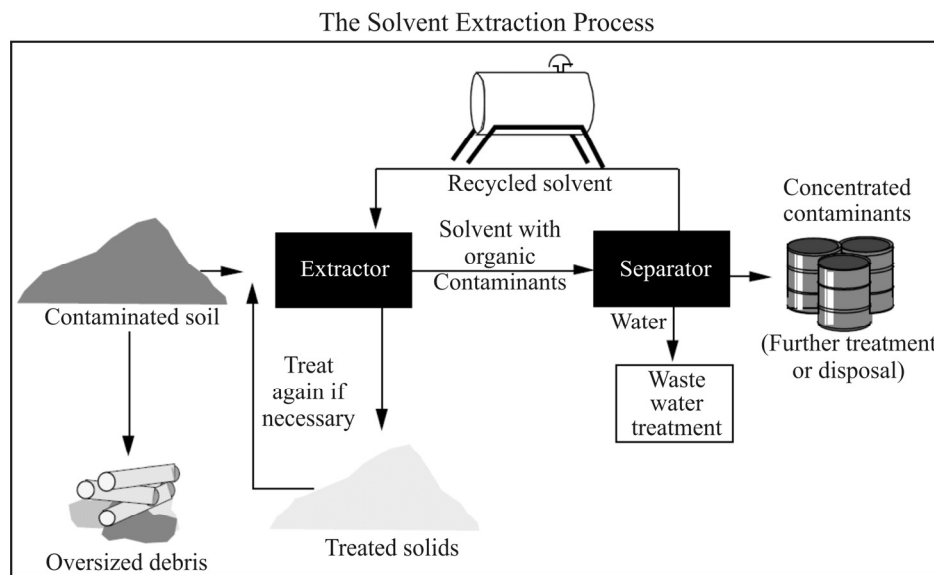 The Solvent Extraction Process
Recycled solvent
Concentrated
contaminants
Solvent with
organic
Contaminants
Extractor
Separator
Contaminated soil
Water
(Further treatment
or disposal)
Treat
again if
necessary
Waste
water
treatment
Oversized debris
Treated solids